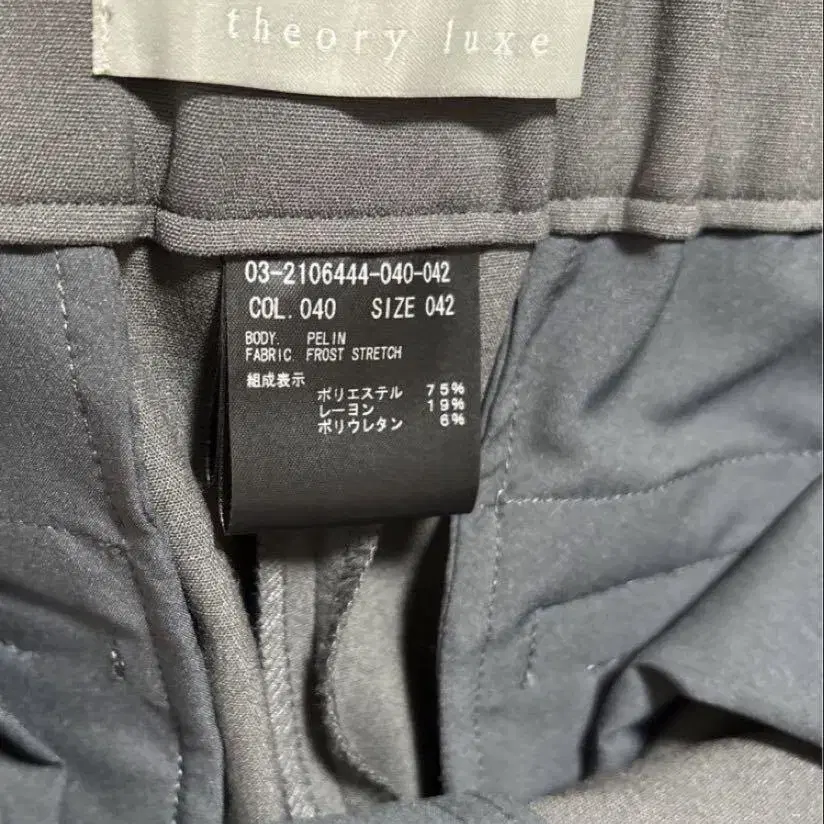 theory luxe
03-2106444-040-042
COL. 040 SIZE 042
BODY. PELIN
FABRIC. FROST STRETCH
組成表示
ポリエステル 75%
レーヨン 19%
ポリウレタン 6%